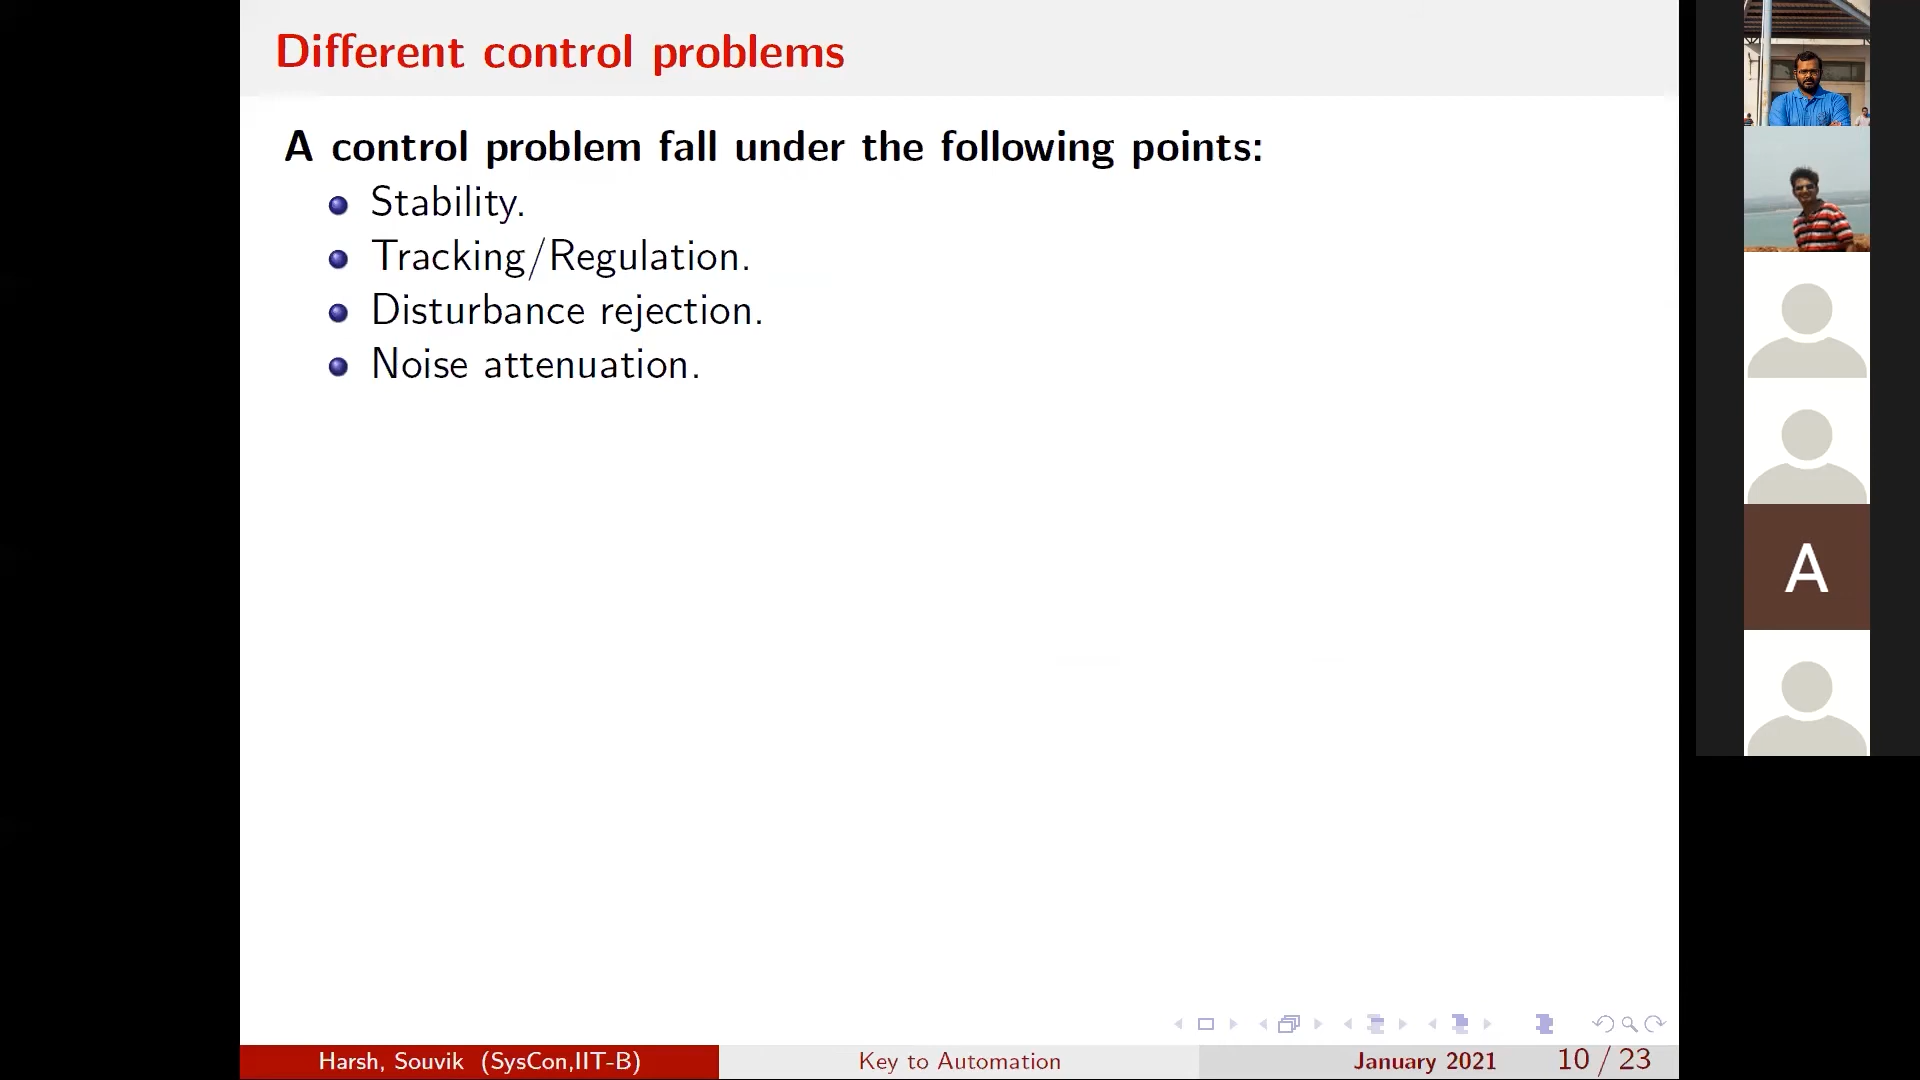 Different control problems
A control problem fall under the following points:
Stability.
Tracking/Regulation.
Disturbance rejection.
Noise attenuation.
A
Harsh, Souvik (SysCon,IIT-B) Key to Automation January 2021 10 / 23